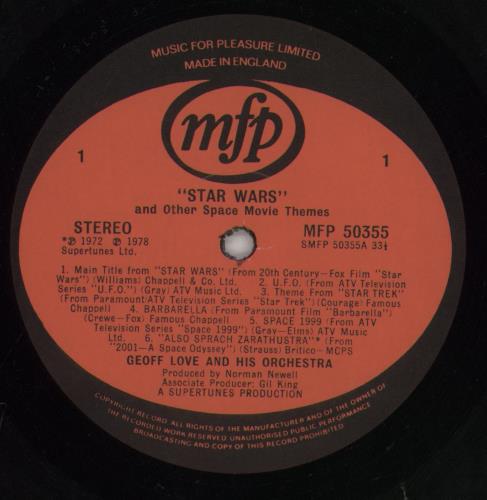 MUSIC FOR PLEASURE LIMITED
MADE IN ENGLAND
mfp
1
1
"STAR WARS"
and Other Space Movie Themes
STEREO
MFP 50355
*℗ 1972 ℗ 1978
SMFP 50355A 33⅓
Supertunes Ltd.
1. Main Title from "STAR WARS" (From 20th Century-Fox Film "Star
Wars") (Williams) Chappell & Co. Ltd. 2. U.F.O. (From ATV Television
Series "U.F.O.") (Gray) ATV Music Ltd. 3. Theme From "STAR TREK"
(From Paramount/ATV Television Series "Star Trek") (Courage) Famous
Chappell 4. BARBARELLA (From Paramount Film "Barbarella")
(Crewe-Fox) Famous Chappell 5. SPACE 1999 (From ATV
Television Series "Space 1999") (Gray-Elms) ATV Music
Ltd. 6. "ALSO SPRACH ZARATHUSTRA"* (From
"2001-A Space Odyssey") (Strauss) Britico-MCPS
GEOFF LOVE AND HIS ORCHESTRA
Produced by Norman Newell
Associate Producer: Gil King
A SUPERTUNES PRODUCTION
COPYRIGHT RECORD. ALL RIGHTS OF THE MANUFACTURER AND OF THE OWNER OF
THE RECORDED WORK RESERVED UNAUTHORISED PUBLIC PERFORMANCE
BROADCASTING AND COPY OF THIS RECORD PROHIBITED